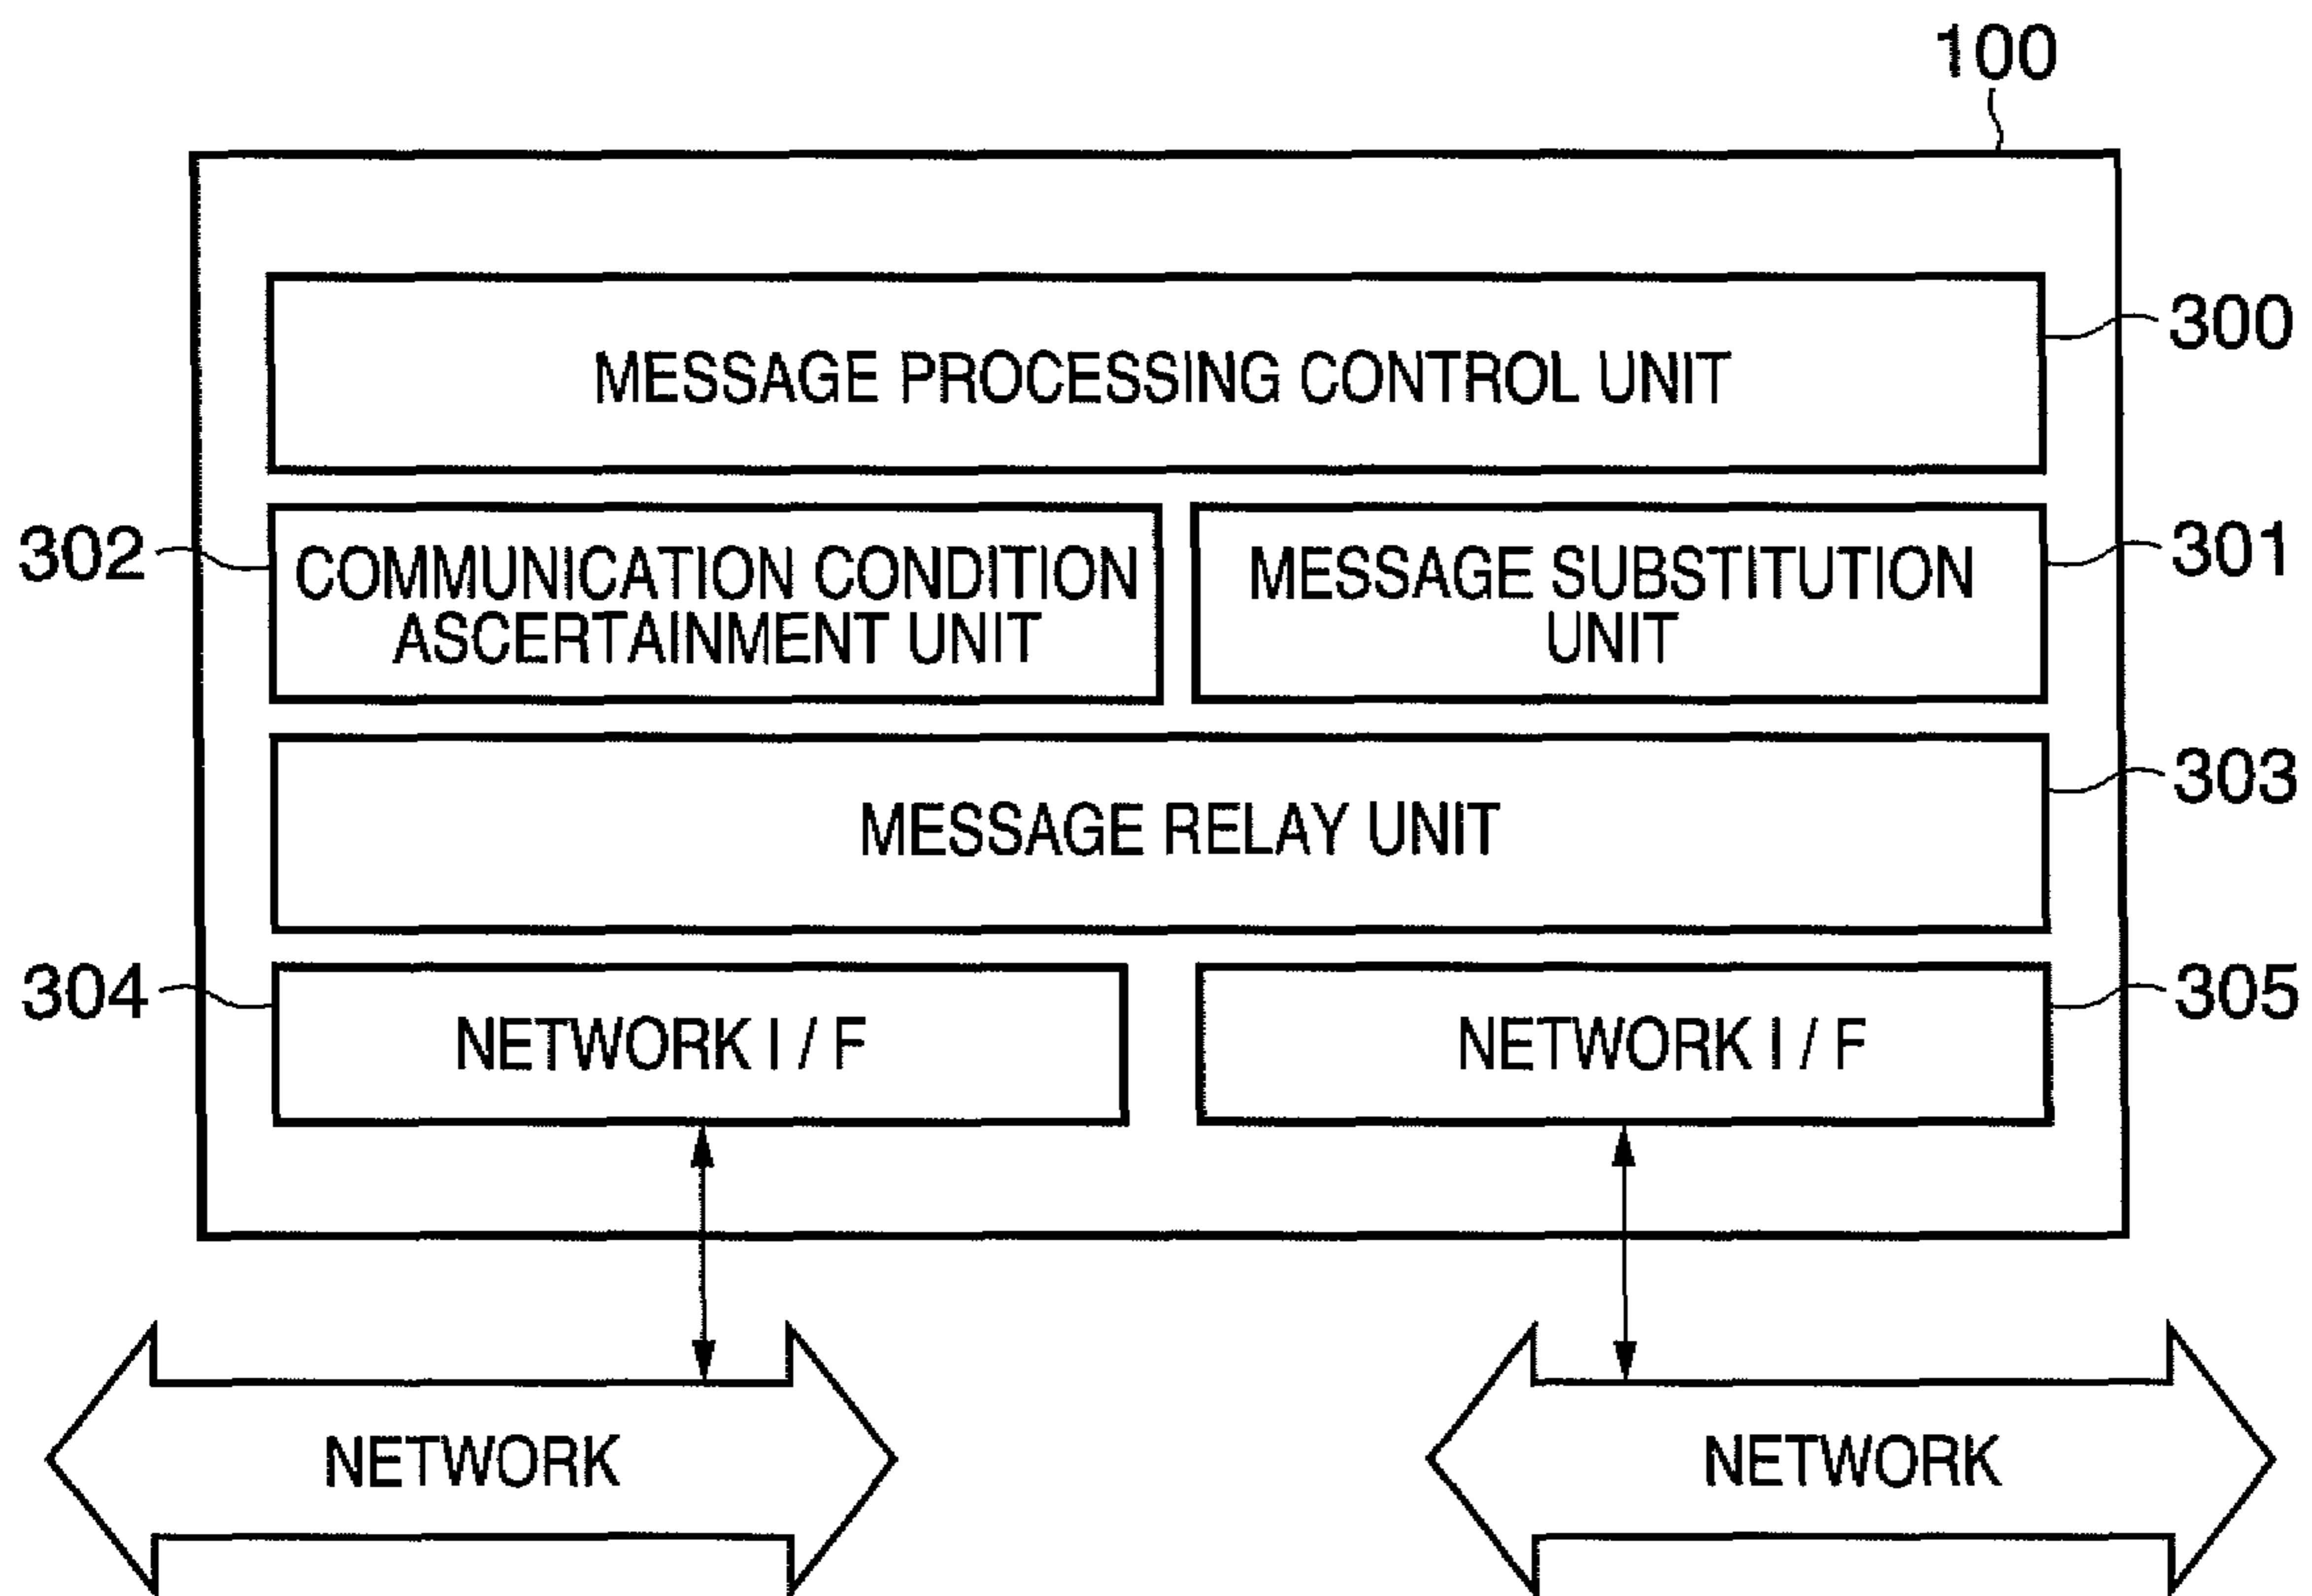 100
MESSAGE PROCESSING CONTROL UNIT
300
302
COMMUNICATION CONDITION
ASCERTAINMENT UNIT
MESSAGE SUBSTITUTION
UNIT
301
MESSAGE RELAY UNIT
303
304
NETWORK I / F
NETWORK I / F
305
NETWORK
NETWORK